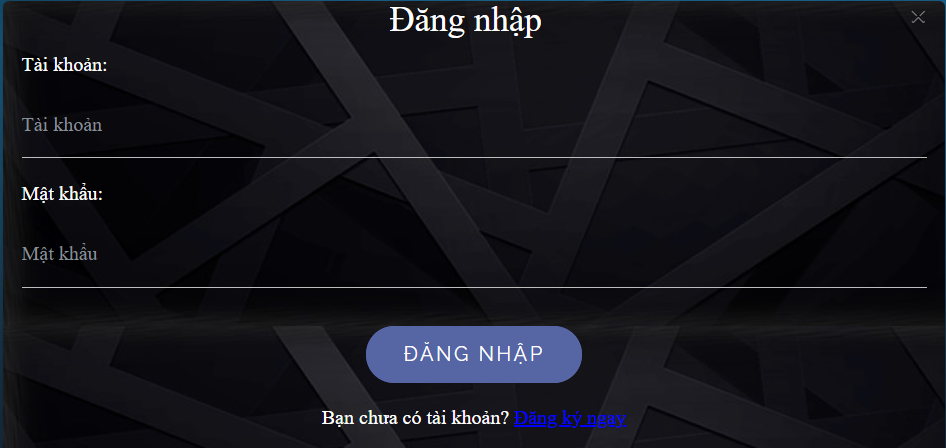 Đăng nhập
Tài khoản:
Tài khoản
Mật khẩu:
Mật khẩu
ĐĂNG NHẬP
Bạn chưa có tài khoản? Đăng ký ngay